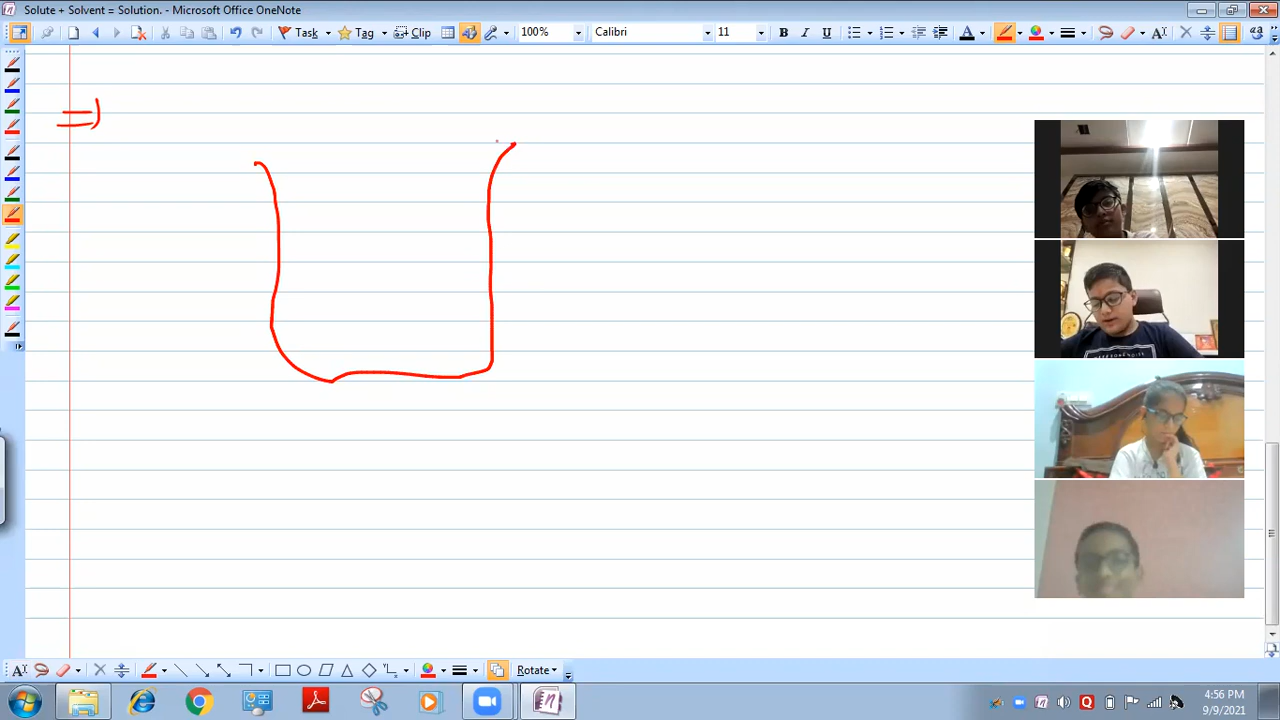 Solute + Solvent = Solution. - Microsoft Office OneNote
Task Tag Clip 100% Calibri 11 B I U A
=)
Rotate
4:56 PM
9/9/2021